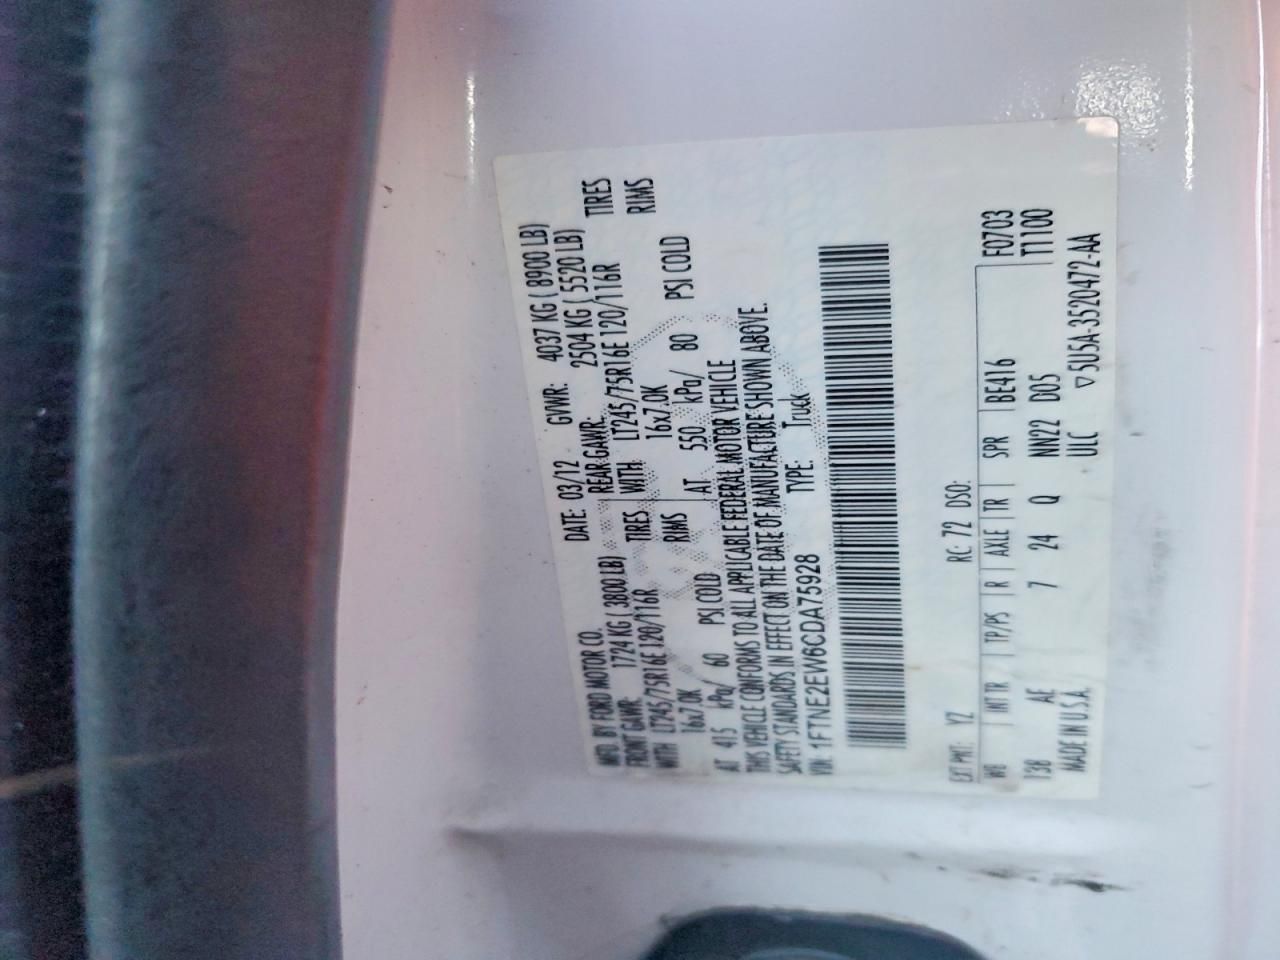 MFD. BY FORD MOTOR CO.
DATE: 03/12 GVWR: 4037 KG ( 8900 LB)
FRONT GAWR: 1724 KG ( 3800 LB) REAR GAWR: 2504 KG ( 5520 LB)
WITH LT245/75R16E 120/116R TIRES WITH LT245/75R16E 120/116R TIRES
16x7.0K RIMS 16x7.0K RIMS
AT 415 kPa/ 60 PSI COLD AT 550 kPa/ 80 PSI COLD
THIS VEHICLE CONFORMS TO ALL APPLICABLE FEDERAL MOTOR VEHICLE
SAFETY STANDARDS IN EFFECT ON THE DATE OF MANUFACTURE SHOWN ABOVE.
VIN: 1FTNE2EW6CDA75928 TYPE: Truck
EXT PNT: YZ RC: 72 DSO: F0703
WB INT TR TP/PS R AXLE TR SPR BE416 T1100
138 AE 7 24 Q NN22 DD5
MADE IN U.S.A. ULC ▽5U5A-3520472-AA